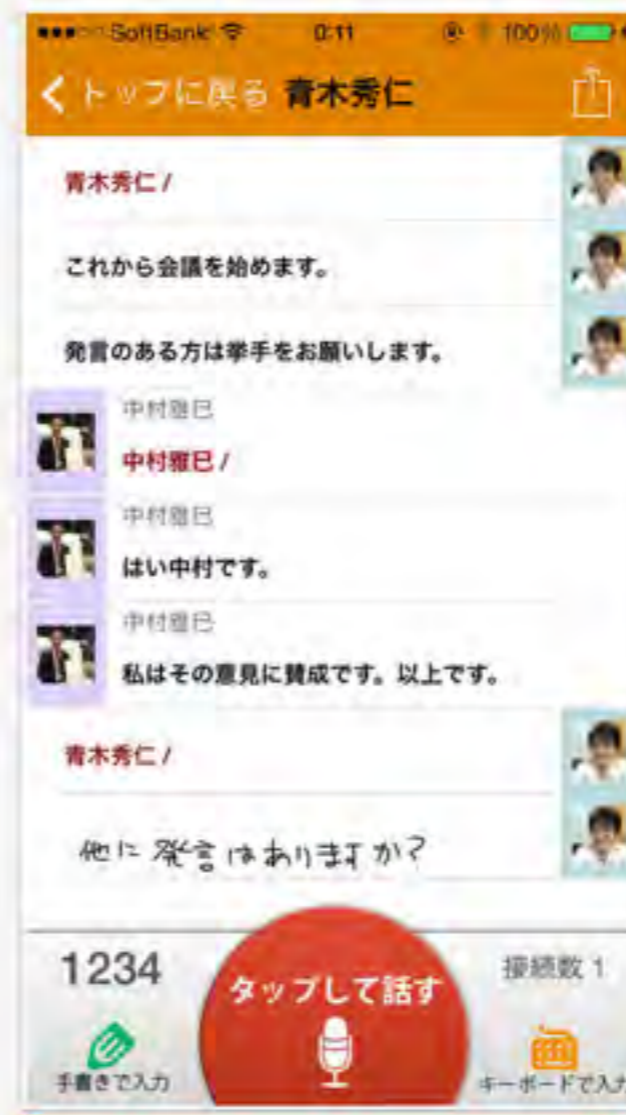 SoftBank 0:11 100%
トップに戻る 青木秀仁
青木秀仁 /
これから会議を始めます。
発言のある方は挙手をお願いします。
中村雅巳
中村雅巳 /
中村雅巳
はい中村です。
中村雅巳
私はその意見に賛成です。以上です。
青木秀仁 /
他に発言はありますか?
1234
タップして話す
接続数 1
手書きで入力
キーボードで入力